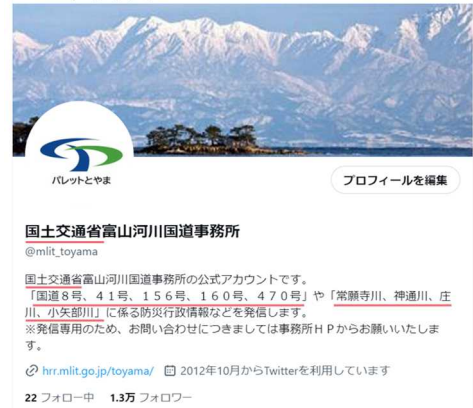 パレットとやま
プロフィールを編集
国土交通省富山河川国道事務所
@mlit_toyama
国土交通省富山河川国道事務所の公式アカウントです。
「国道8号、41号、156号、160号、470号」や「常願寺川、神通川、庄
川、小矢部川」に係る防災行政情報などを発信します。
※発信専用のため、お問い合わせにつきましては事務所HPからお願いいたしま
す。
hrr.mlit.go.jp/toyama/ 2012年10月からTwitterを利用しています
22 フォロー中 1.3万 フォロワー